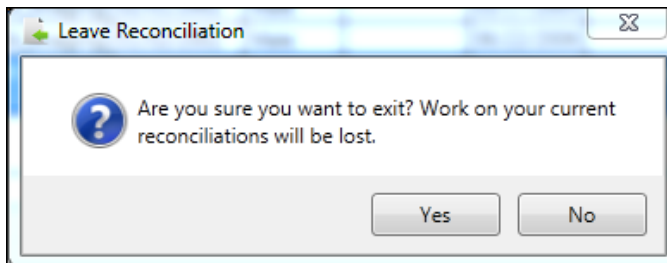 Leave Reconciliation
Are you sure you want to exit? Work on your current
reconciliations will be lost.
Yes
No